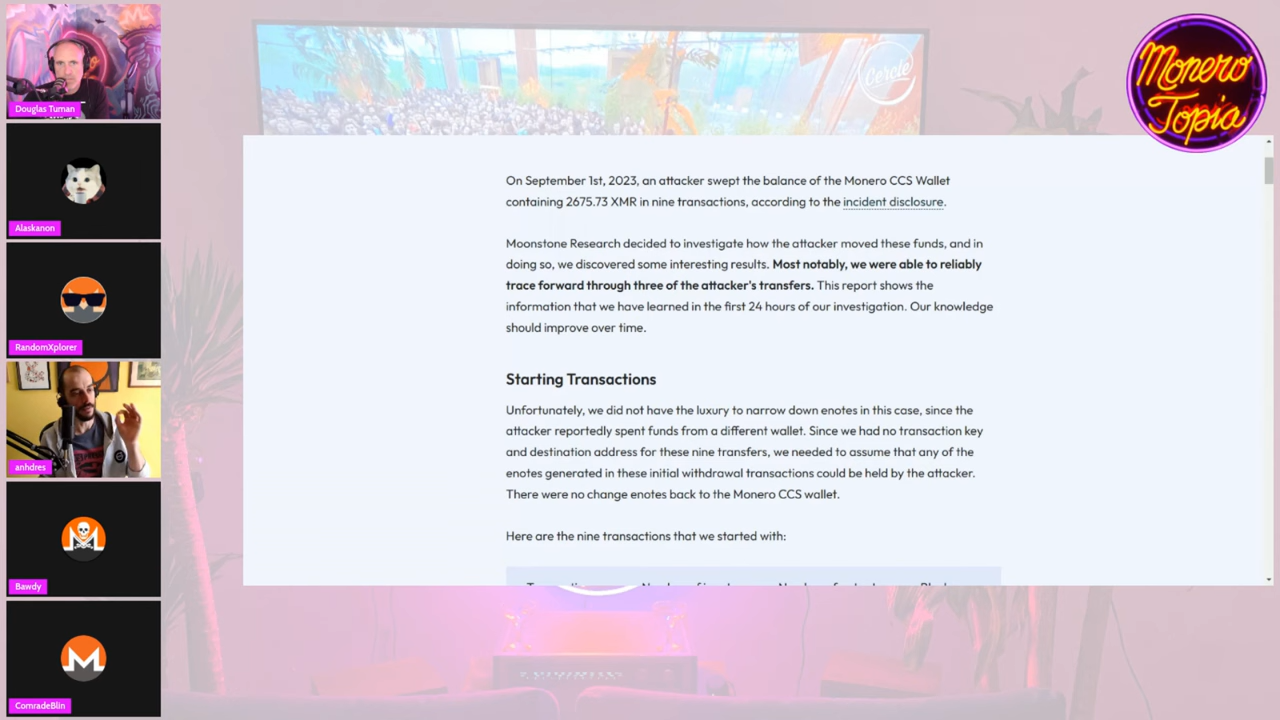 Douglas Tuman
Alaskanon
RandomXplorer
anhdres
Bawdy
ComradeBlin
Cercle
Monero
Topia
On September 1st, 2023, an attacker swept the balance of the Monero CCS Wallet
containing 2675.73 XMR in nine transactions, according to the incident disclosure.
Moonstone Research decided to investigate how the attacker moved these funds, and in
doing so, we discovered some interesting results. Most notably, we were able to reliably
trace forward through three of the attacker's transfers. This report shows the
information that we have learned in the first 24 hours of our investigation. Our knowledge
should improve over time.
Starting Transactions
Unfortunately, we did not have the luxury to narrow down enotes in this case, since the
attacker reportedly spent funds from a different wallet. Since we had no transaction key
and destination address for these nine transfers, we needed to assume that any of the
enotes generated in these initial withdrawal transactions could be held by the attacker.
There were no change enotes back to the Monero CCS wallet.
Here are the nine transactions that we started with: